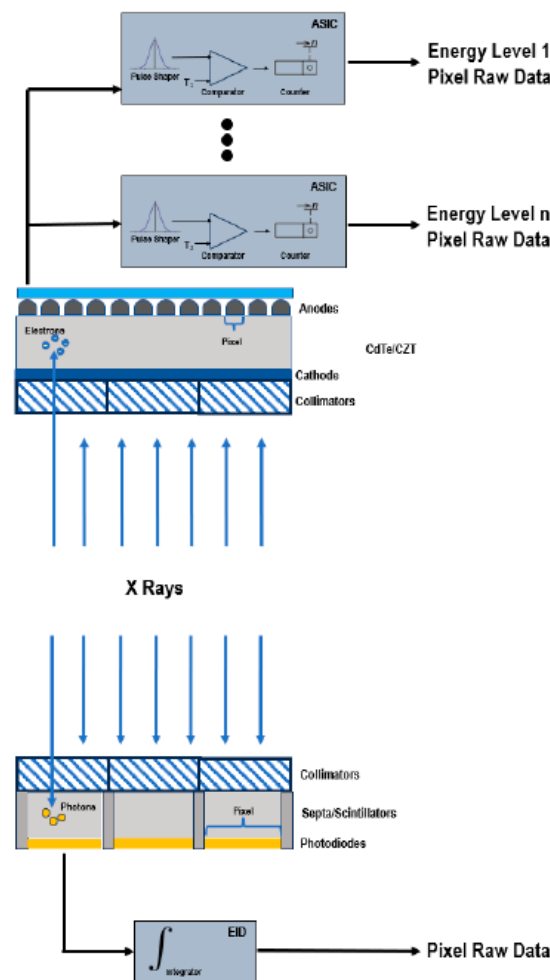 ASIC
Pulse Shaper
T₁
Comparator
Counter
Energy Level 1
Pixel Raw Data
ASIC
Pulse Shaper
Comparator
Counter
Energy Level n
Pixel Raw Data
Anodes
Electrons
Pixel
CdTe/CZT
Cathode
Collimators
X Rays
Collimators
Photons
Pixel
Septa/Scintillators
Photodiodes
EID
∫
Integrator
Pixel Raw Data